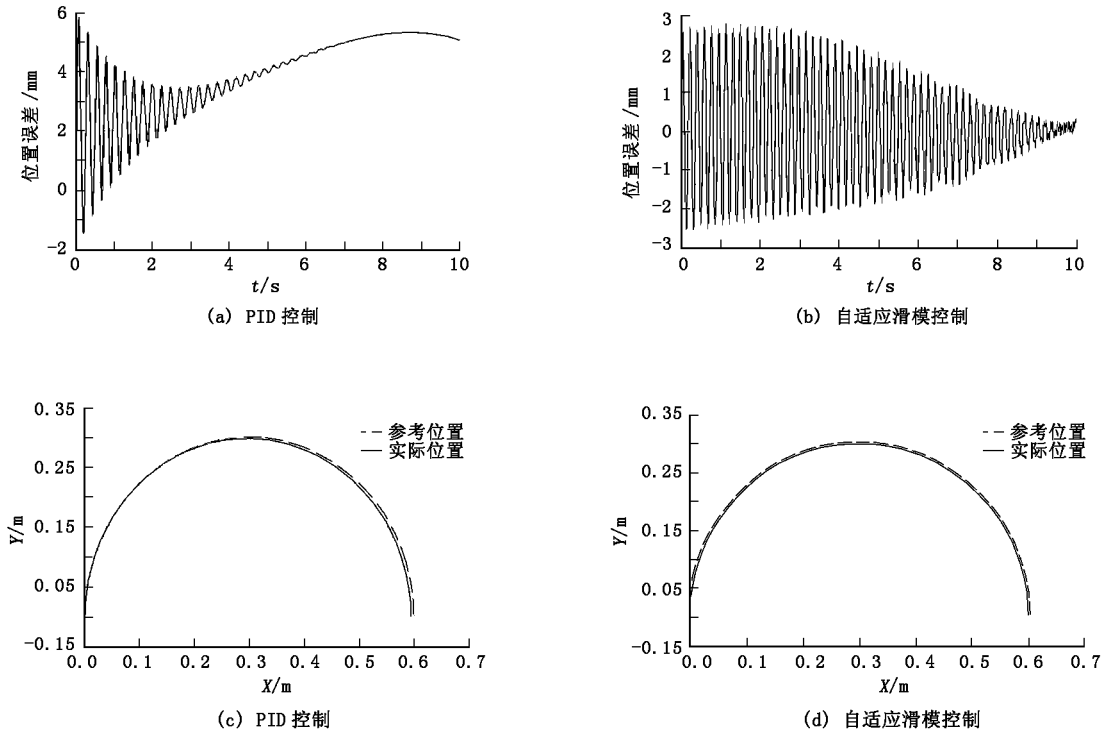 6
4
2
0
-2
位置误差/mm
0 2 4 6 8 10
t/s
(a) PID 控制
3
2
1
0
-1
-2
-3
位置误差/mm
0 2 4 6 8 10
t/s
(b) 自适应滑模控制
0.35
0.25
0.15
0.05
-0.15
Y/m
参考位置
实际位置
0.0 0.1 0.2 0.3 0.4 0.5 0.6 0.7
X/m
(c) PID 控制
0.35
0.25
0.15
0.05
-0.15
Y/m
参考位置
实际位置
0.0 0.1 0.2 0.3 0.4 0.5 0.6 0.7
X/m
(d) 自适应滑模控制